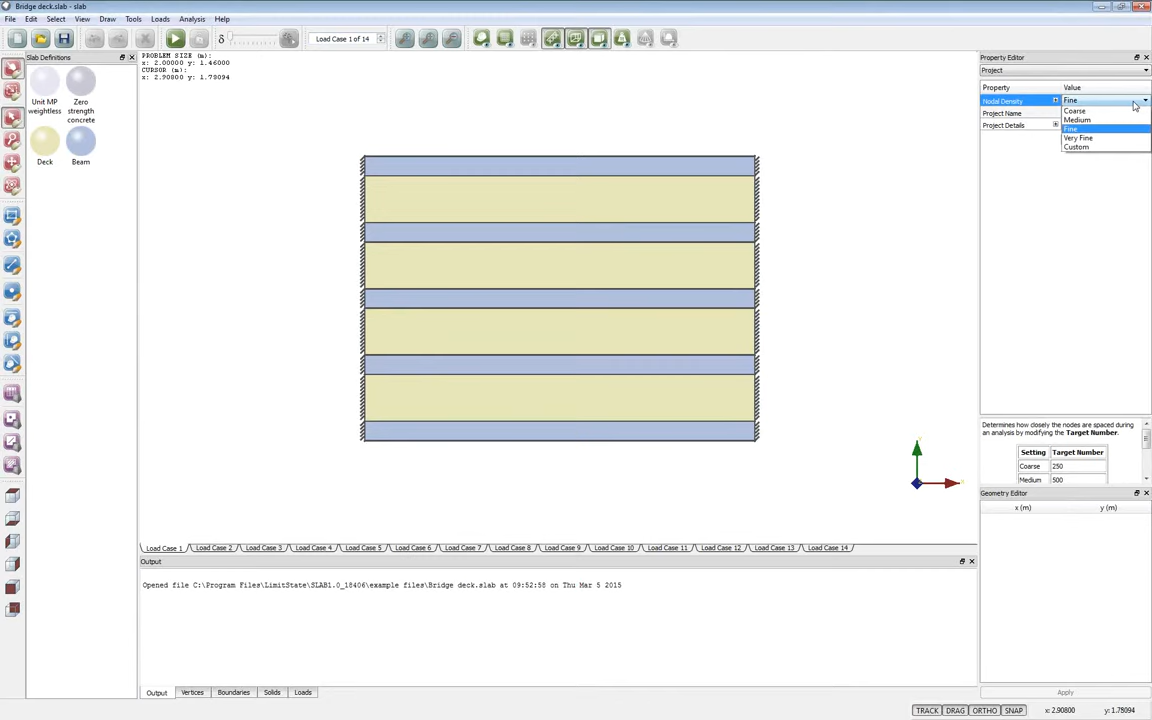 Bridge deck.slab - slab
File Edit Select View Draw Tools Loads Analysis Help
δ
Load Case 1 of 14
Slab Definitions
Unit MP weightless
Zero strength concrete
Deck
Beam
PROBLEM SIZE (m):
x: 2.00000 y: 1.46000
CURSOR (m):
x: 2.90800 y: 1.78094
Load Case 1 Load Case 2 Load Case 3 Load Case 4 Load Case 5 Load Case 6 Load Case 7 Load Case 8 Load Case 9 Load Case 10 Load Case 11 Load Case 12 Load Case 13 Load Case 14
Output
Opened file C:\Program Files\LimitState\SLAB1.0_18406\example files\Bridge deck.slab at 09:52:58 on Thu Mar 5 2015
Output Vertices Boundaries Solids Loads
Property Editor
Project
Property Value
Nodal Density Fine
Project Name
Project Details
Coarse
Medium
Fine
Very Fine
Custom
Determines how closely the nodes are spaced during
an analysis by modifying the Target Number.
Setting Target Number
Coarse 250
Medium 500
Geometry Editor
x (m) y (m)
Apply
TRACK DRAG ORTHO SNAP x: 2.90800 y: 1.78094